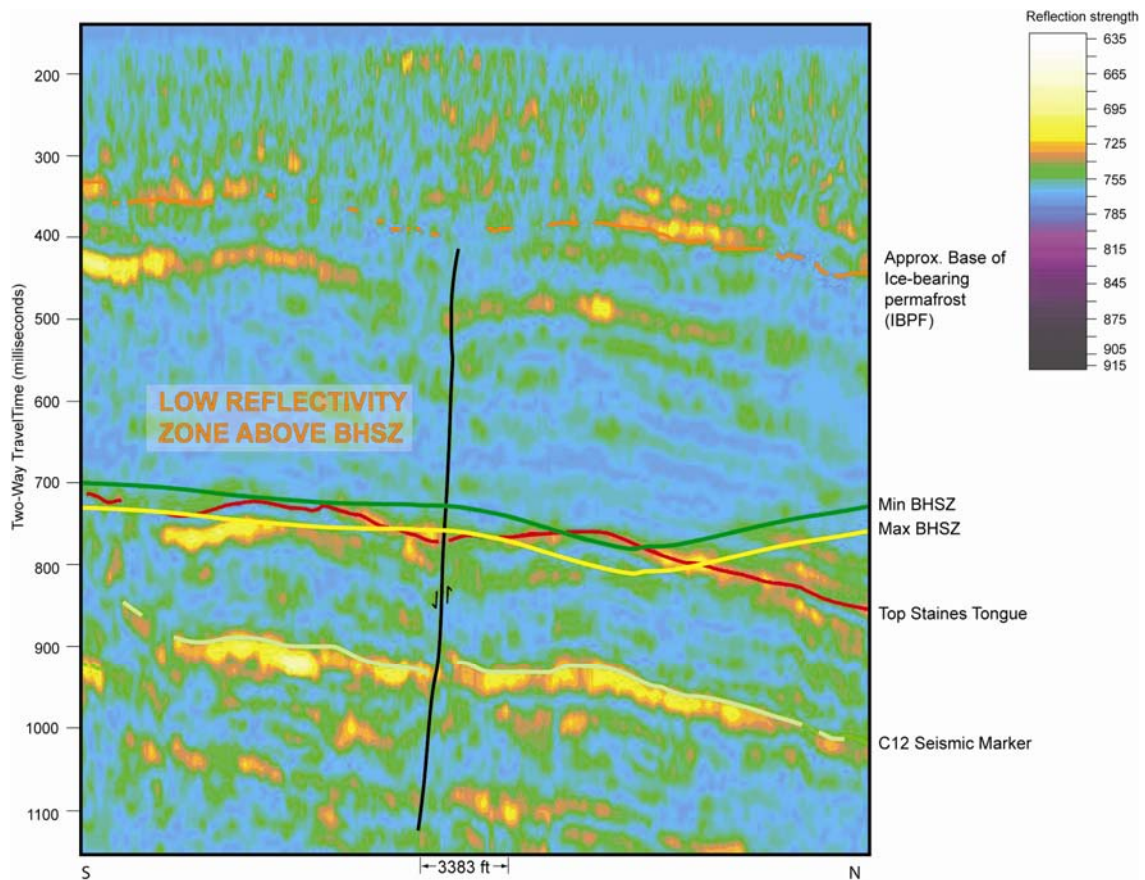 Reflection strength
635
665
695
725
755
785
815
845
875
905
915
Two-Way TravelTime (milliseconds)
200
300
400
500
600
700
800
900
1000
1100
LOW REFLECTIVITY
ZONE ABOVE BHSZ
Approx. Base of
Ice-bearing
permafrost
(IBPF)
Min BHSZ
Max BHSZ
Top Staines Tongue
C12 Seismic Marker
S
3383 ft
N